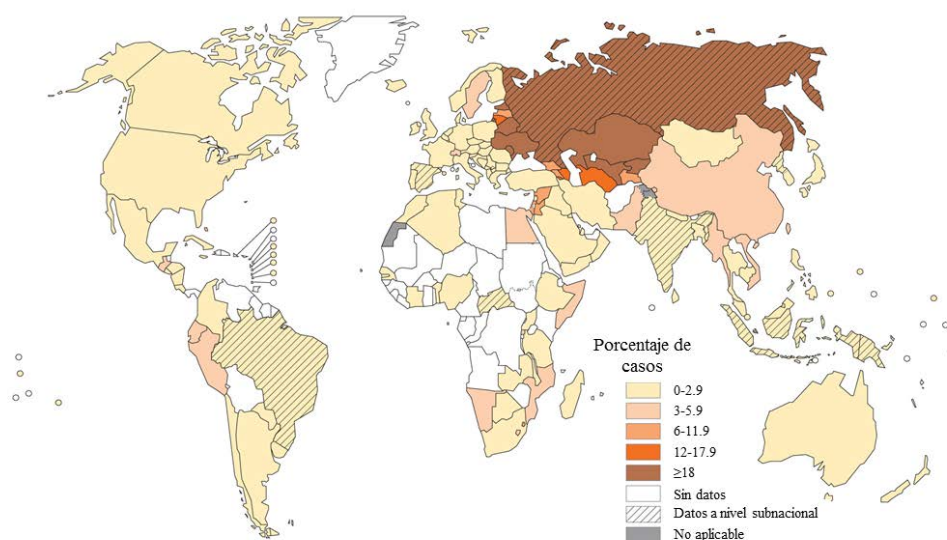 Porcentaje de
casos
0-2.9
3-5.9
6-11.9
12-17.9
≥18
Sin datos
Datos a nivel subnacional
No aplicable